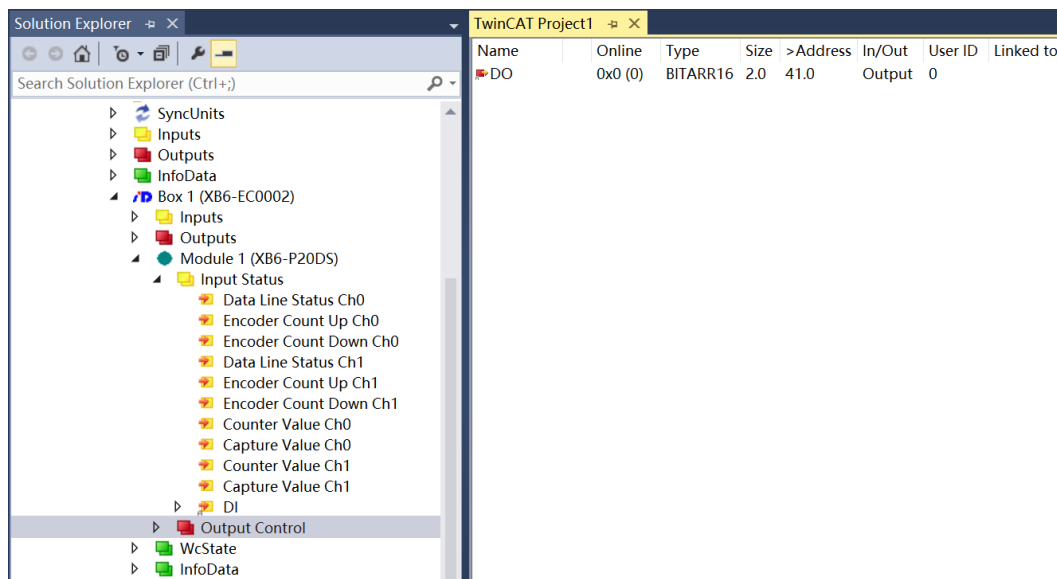 Solution Explorer
Search Solution Explorer (Ctrl+;)
SyncUnits
Inputs
Outputs
InfoData
Box 1 (XB6-EC0002)
Inputs
Outputs
Module 1 (XB6-P20DS)
Input Status
Data Line Status Ch0
Encoder Count Up Ch0
Encoder Count Down Ch0
Data Line Status Ch1
Encoder Count Up Ch1
Encoder Count Down Ch1
Counter Value Ch0
Capture Value Ch0
Counter Value Ch1
Capture Value Ch1
DI
Output Control
WcState
InfoData
TwinCAT Project1
Name Online Type Size >Address In/Out User ID Linked to
DO 0x0 (0) BITARR16 2.0 41.0 Output 0